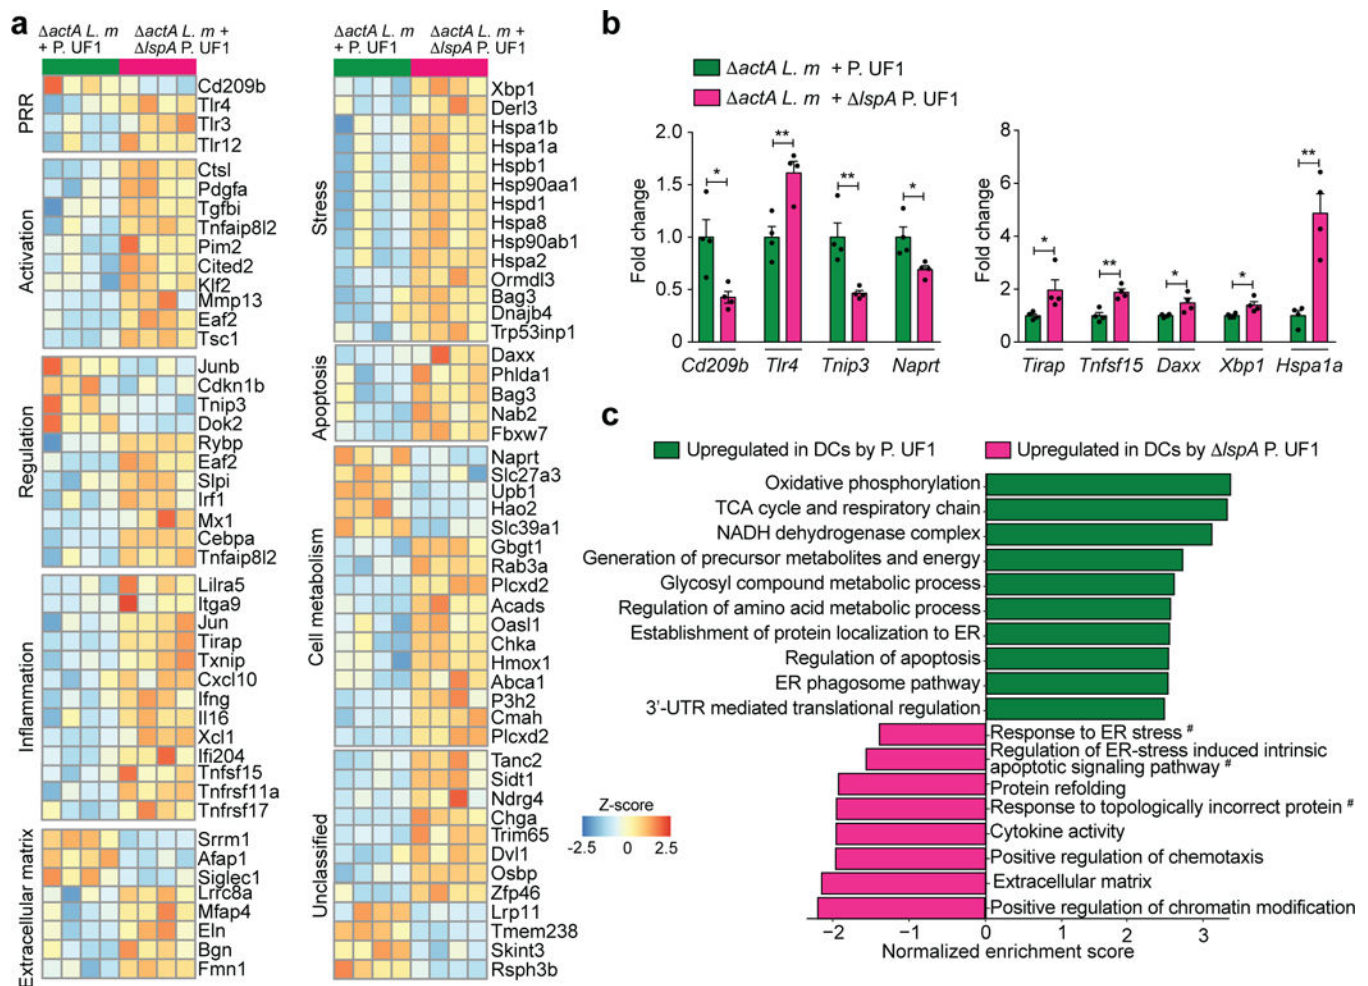 a
ΔactA L. m
+ P. UF1
ΔactA L. m +
ΔlspA P. UF1
PRR
Cd209b
Tlr4
Tlr3
Tlr12
Activation
Ctsl
Pdgfa
Tgfbi
Tnfaip8l2
Pim2
Cited2
Klf2
Mmp13
Eaf2
Tsc1
Regulation
Junb
Cdkn1b
Tnip3
Dok2
Rybp
Eaf2
Slpi
Irf1
Mx1
Cebpa
Tnfaip8l2
Inflammation
Lilra5
Itga9
Jun
Tirap
Txnip
Cxcl10
Ifng
Il16
Xcl1
Ifi204
Tnfsf15
Tnfrsf11a
Tnfrsf17
Extracellular matrix
Srrm1
Afap1
Siglec1
Lrrc8a
Mfap4
Eln
Bgn
Fmn1
ΔactA L. m
+ P. UF1
ΔactA L. m +
ΔlspA P. UF1
Stress
Xbp1
Derl3
Hspa1b
Hspa1a
Hspb1
Hsp90aa1
Hspd1
Hspa8
Hsp90ab1
Hspa2
Ormdl3
Bag3
Dnajb4
Trp53inp1
Apoptosis
Daxx
Phlda1
Bag3
Nab2
Fbxw7
Cell metabolism
Naprt
Slc27a3
Upb1
Hao2
Slc39a1
Gbgt1
Rab3a
Plcxd2
Acads
Oasl1
Chka
Hmox1
Abca1
P3h2
Cmah
Plcxd2
Unclassified
Tanc2
Sidt1
Ndrg4
Chga
Trim65
Dvl1
Osbp
Zfp46
Lrp11
Tmem238
Skint3
Rsph3b
Z-score
-2.5 0 2.5
b
ΔactA L. m + P. UF1
ΔactA L. m + ΔlspA P. UF1
Fold change
2.0
1.5
1.0
0.5
0
* ** ** *
Cd209b Tlr4 Tnip3 Naprt
Fold change
8
6
4
2
0
* ** * * **
Tirap Tnfsf15 Daxx Xbp1 Hspa1a
c
Upregulated in DCs by P. UF1
Upregulated in DCs by ΔlspA P. UF1
Oxidative phosphorylation
TCA cycle and respiratory chain
NADH dehydrogenase complex
Generation of precursor metabolites and energy
Glycosyl compound metabolic process
Regulation of amino acid metabolic process
Establishment of protein localization to ER
Regulation of apoptosis
ER phagosome pathway
3'-UTR mediated translational regulation
Response to ER stress #
Regulation of ER-stress induced intrinsic
apoptotic signaling pathway #
Protein refolding
Response to topologically incorrect protein #
Cytokine activity
Positive regulation of chemotaxis
Extracellular matrix
Positive regulation of chromatin modification
−2 −1 0 1 2 3
Normalized enrichment score